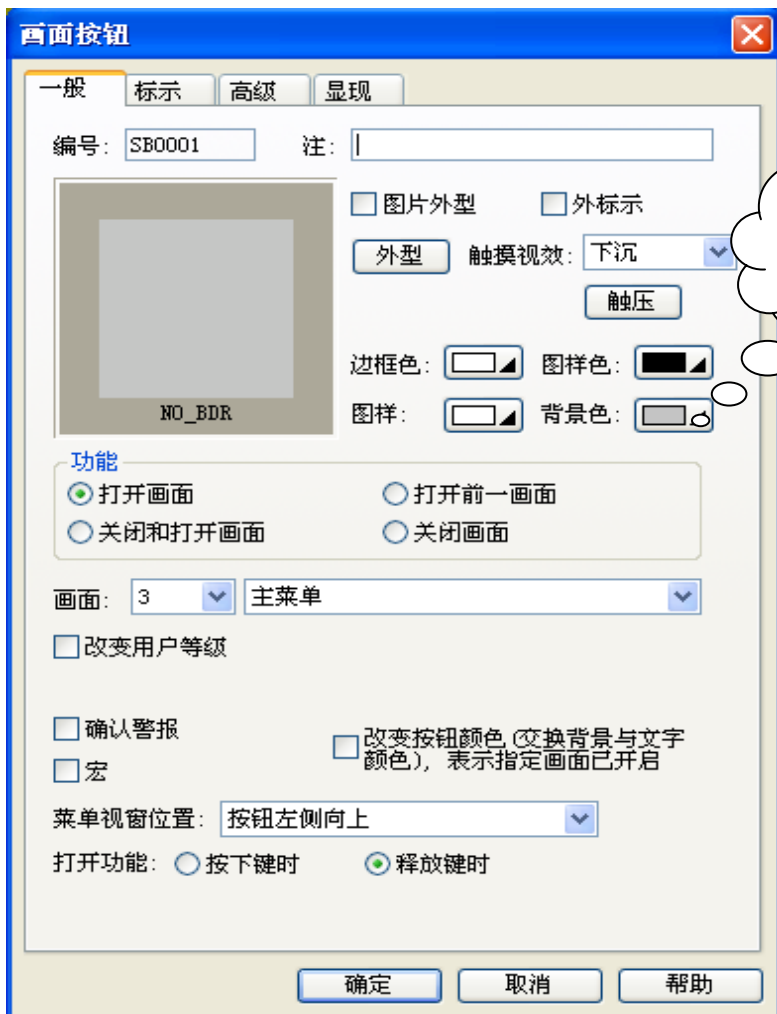 画面按钮
一般 标示 高级 显现
编号: SB0001 注:
图片外型 外标示
外型 触摸视效: 下沉
触压
边框色: 图样色:
NO_BDR 图样: 背景色:
功能
打开画面 打开前一画面
关闭和打开画面 关闭画面
画面: 3 主菜单
改变用户等级
确认警报 改变按钮颜色(交换背景与文字
宏 颜色), 表示指定画面已开启
菜单视窗位置: 按钮左侧向上
打开功能: 按下键时 释放键时
确定 取消 帮助